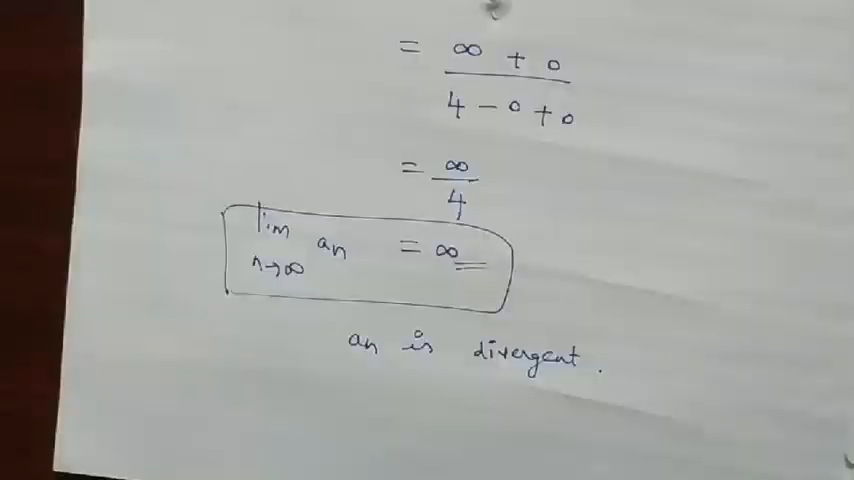 = ∞ + 0
4 - 0 + 0
= ∞
4
lim an = ∞
n→∞
an is divergent.